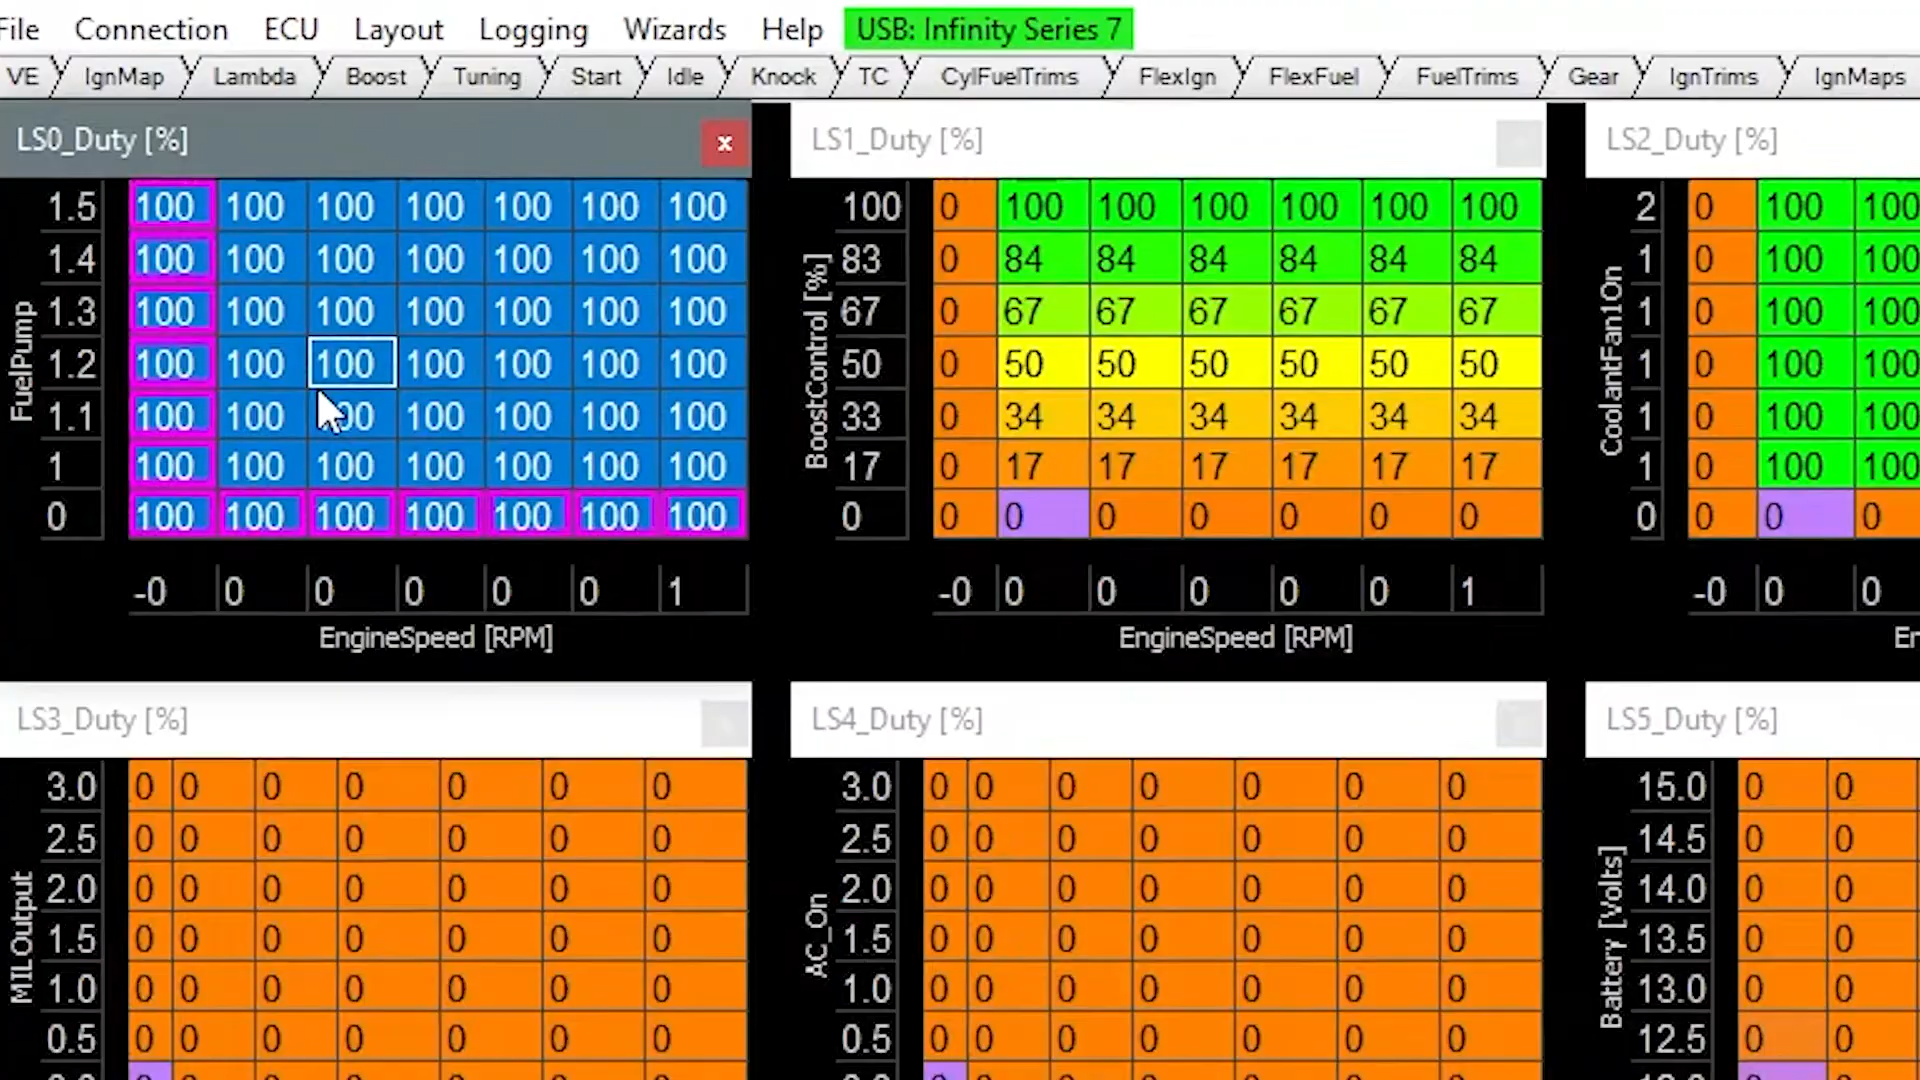 File Connection ECU Layout Logging Wizards Help USB: Infinity Series 7
VE IgnMap Lambda Boost Tuning Start Idle Knock TC CylFuelTrims FlexIgn FlexFuel FuelTrims Gear IgnTrims IgnMaps
LS0_Duty [%] x
FuelPump
1.5 100 100 100 100 100 100 100
1.4 100 100 100 100 100 100 100
1.3 100 100 100 100 100 100 100
1.2 100 100 100 100 100 100 100
1.1 100 100 00 100 100 100 100
1 100 100 100 100 100 100 100
0 100 100 100 100 100 100 100
-0 0 0 0 0 0 1
EngineSpeed [RPM]
LS1_Duty [%]
BoostControl [%]
100 0 100 100 100 100 100 100
83 0 84 84 84 84 84 84
67 0 67 67 67 67 67 67
50 0 50 50 50 50 50 50
33 0 34 34 34 34 34 34
17 0 17 17 17 17 17 17
0 0 0 0 0 0 0 0
-0 0 0 0 0 0 1
EngineSpeed [RPM]
LS2_Duty [%]
CoolantFan1On
2 0 100 100
1 0 100 100
1 0 100 100
1 0 100 100
1 0 100 100
1 0 100 100
0 0 0 0
-0 0 0
En
LS3_Duty [%]
MILOutput
3.0 0 0 0 0 0 0 0
2.5 0 0 0 0 0 0 0
2.0 0 0 0 0 0 0 0
1.5 0 0 0 0 0 0 0
1.0 0 0 0 0 0 0 0
0.5 0 0 0 0 0 0 0
LS4_Duty [%]
AC_On
3.0 0 0 0 0 0 0 0
2.5 0 0 0 0 0 0 0
2.0 0 0 0 0 0 0 0
1.5 0 0 0 0 0 0 0
1.0 0 0 0 0 0 0 0
0.5 0 0 0 0 0 0 0
LS5_Duty [%]
Battery [Volts]
15.0 0 0
14.5 0 0
14.0 0 0
13.5 0 0
13.0 0 0
12.5 0 0